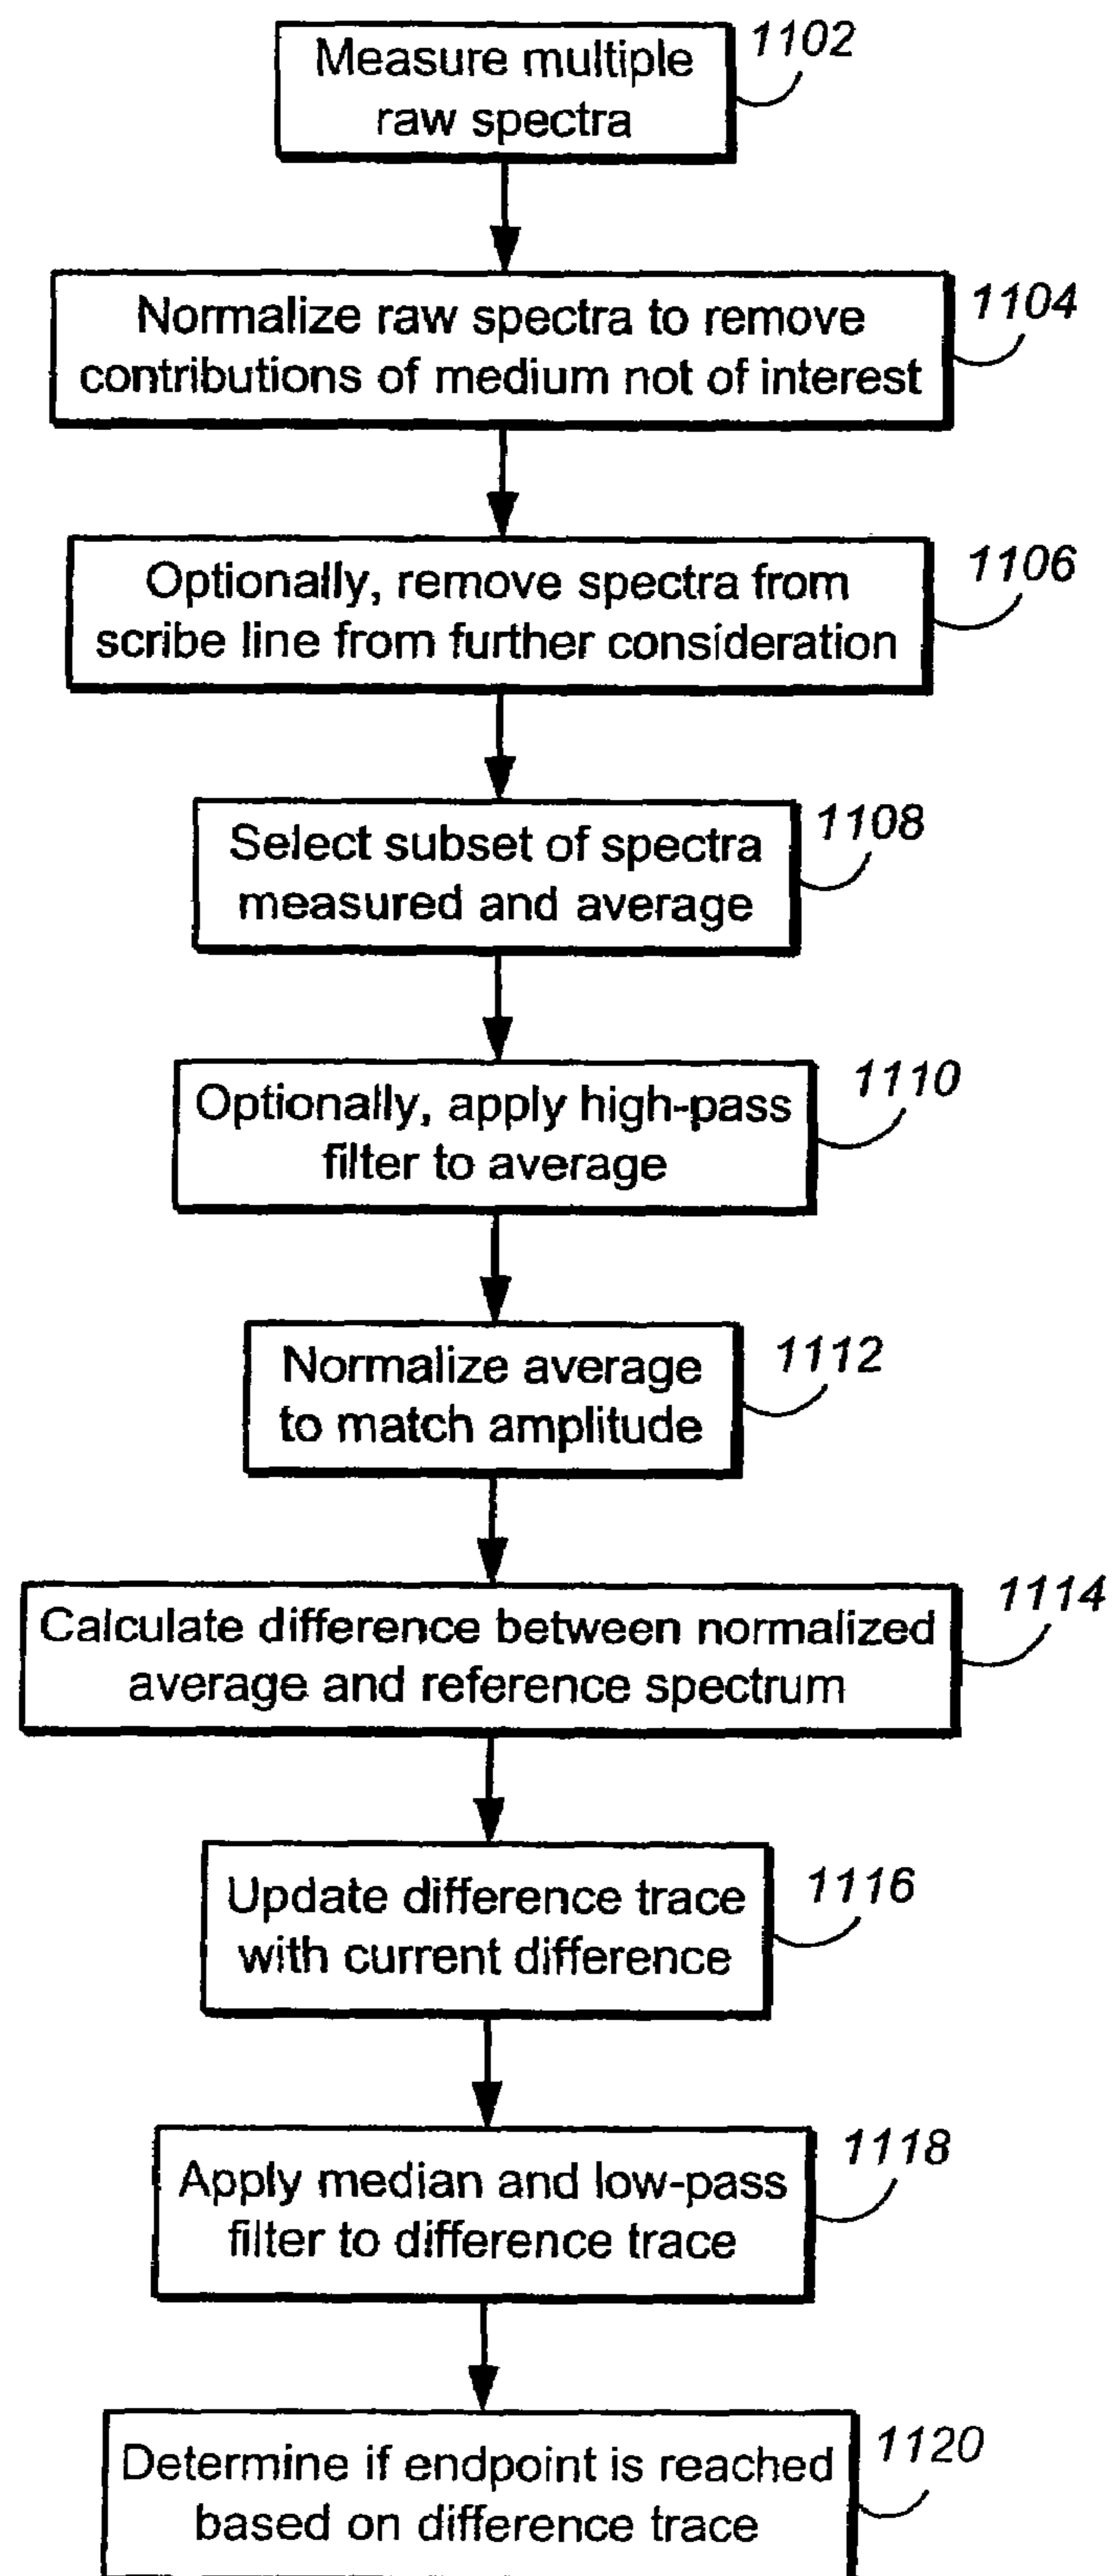 1102
Measure multiple
raw spectra
1104
Normalize raw spectra to remove
contributions of medium not of interest
1106
Optionally, remove spectra from
scribe line from further consideration
1108
Select subset of spectra
measured and average
1110
Optionally, apply high-pass
filter to average
1112
Normalize average
to match amplitude
1114
Calculate difference between normalized
average and reference spectrum
1116
Update difference trace
with current difference
1118
Apply median and low-pass
filter to difference trace
1120
Determine if endpoint is reached
based on difference trace